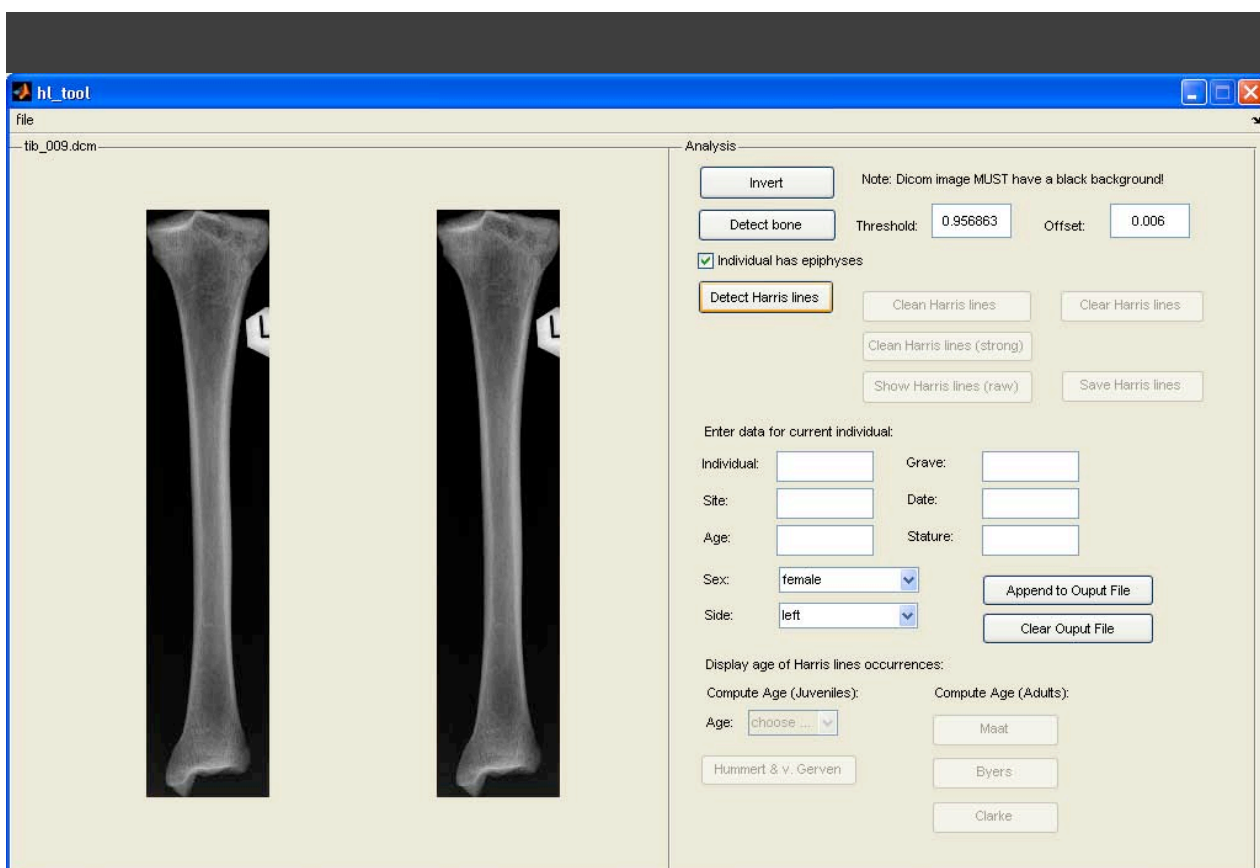 hl_tool
file
tib_009.dcm
L
L
Analysis
Invert
Note: Dicom image MUST have a black background!
Detect bone
Threshold:
0.956863
Offset:
0.006
Individual has epiphyses
Detect Harris lines
Clean Harris lines
Clear Harris lines
Clean Harris lines (strong)
Show Harris lines (raw)
Save Harris lines
Enter data for current individual:
Individual:
Grave:
Site:
Date:
Age:
Stature:
Sex:
female
Append to Ouput File
Side:
left
Clear Ouput File
Display age of Harris lines occurrences:
Compute Age (Juveniles):
Compute Age (Adults):
Age:
choose ...
Maat
Hummert & v. Gerven
Byers
Clarke